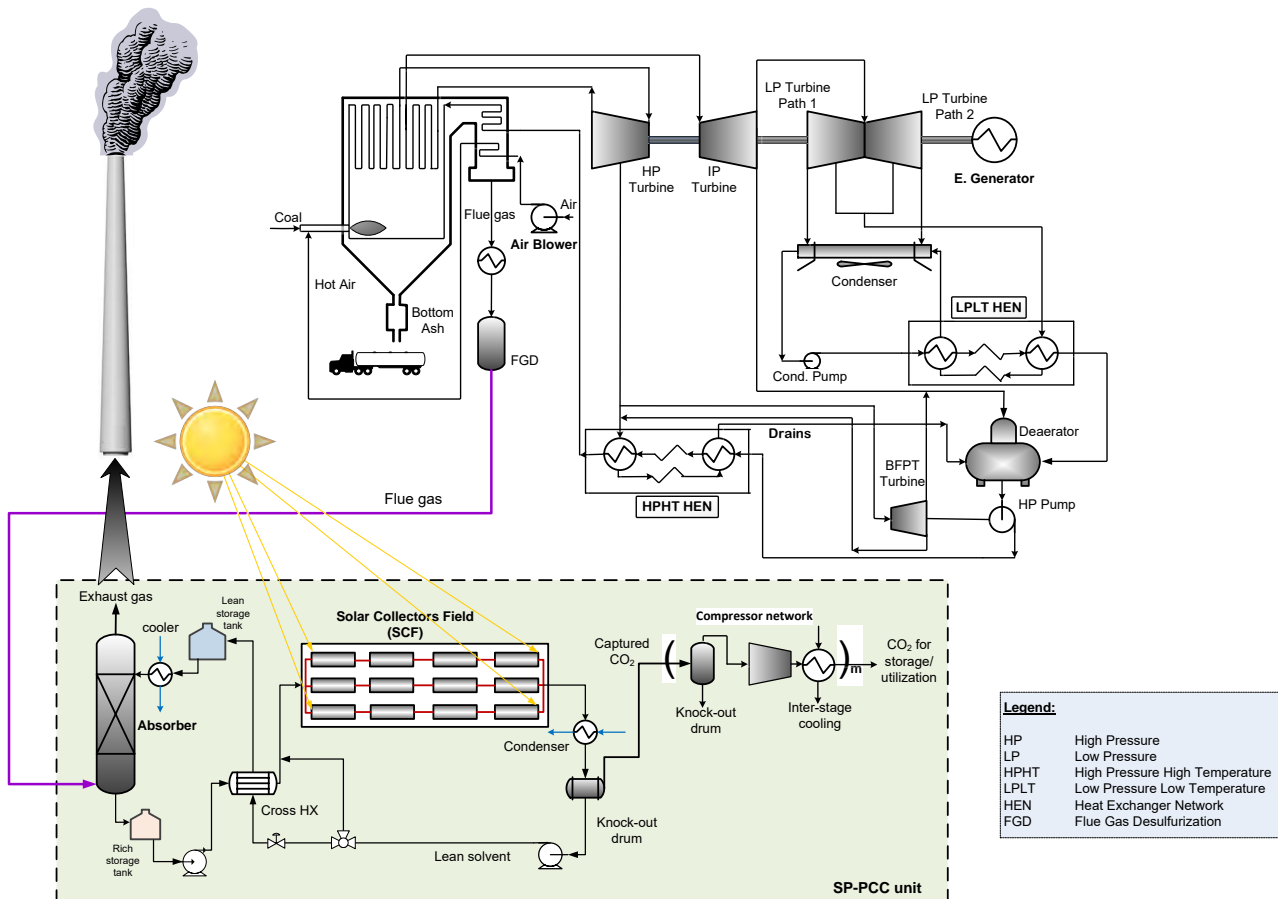 LP Turbine
Path 1
LP Turbine
Path 2
HP
Turbine
IP
Turbine
E. Generator
Coal
Flue gas
Air
Air Blower
Hot Air
Bottom
Ash
FGD
Condenser
LPLT HEN
Cond. Pump
Drains
Deaerator
BFPT
Turbine
HP Pump
HPHT HEN
Flue gas
Exhaust gas
Lean
storage
tank
cooler
Absorber
Solar Collectors Field
(SCF)
Captured
CO2
Compressor network
( )m
CO2 for
storage/
utilization
Knock-out
drum
Inter-stage
cooling
Condenser
Cross HX
Knock-out
drum
Rich
storage
tank
Lean solvent
SP-PCC unit
Legend:
HP High Pressure
LP Low Pressure
HPHT High Pressure High Temperature
LPLT Low Pressure Low Temperature
HEN Heat Exchanger Network
FGD Flue Gas Desulfurization